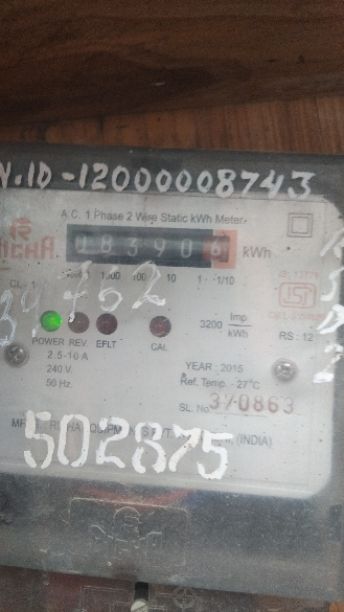 N.ID-12000008743
A.C. 1 Phase 2 Wire Static kWh Meter
083906 kWh
1000 100 10 1 1/10
3200 Imp/kWh
POWER REV. EFLT CAL
RS: 12
2.5-10 A
240 V.
50 Hz.
YEAR : 2015
Ref. Temp. - 27°C
SL. No. 370863
(INDIA)
502875